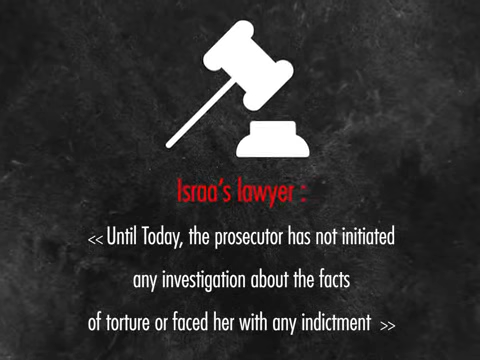 Israa's lawyer :
<< Until Today, the prosecutor has not initiated
any investigation about the facts
of torture or faced her with any indictment >>